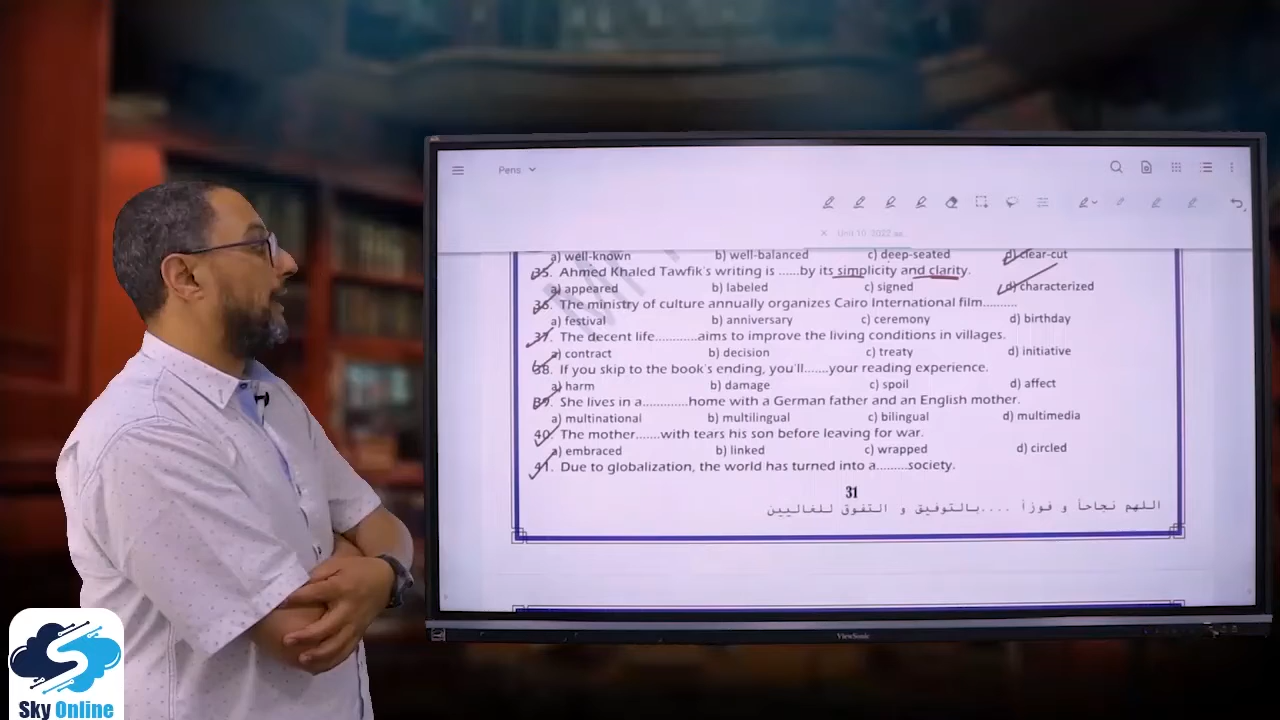 Pens
Unit 10, 2022
a) well-known b) well-balanced c) deep-seated d) clear-cut
35. Ahmed Khaled Tawfik's writing is ......by its simplicity and clarity.
a) appeared b) labeled c) signed d) characterized
36. The ministry of culture annually organizes Cairo International film..........
a) festival b) anniversary c) ceremony d) birthday
37. The decent life............aims to improve the living conditions in villages.
a) contract b) decision c) treaty d) initiative
38. If you skip to the book's ending, you'll.......your reading experience.
a) harm b) damage c) spoil d) affect
39. She lives in a.............home with a German father and an English mother.
a) multinational b) multilingual c) bilingual d) multimedia
40. The mother.......with tears his son before leaving for war.
a) embraced b) linked c) wrapped d) circled
41. Due to globalization, the world has turned into a.........society.
31
اللهم نجاحاً و فوزاً ....بالتوفيق و التفوق للغاليين
ViewSonic
Sky Online